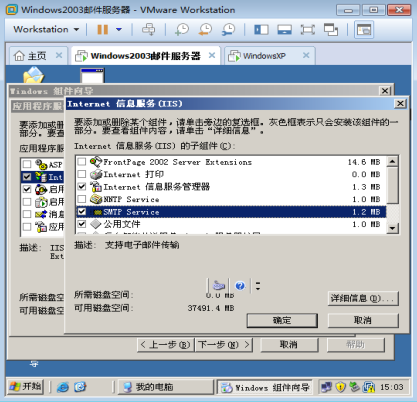 Windows2003邮件服务器 - VMware Workstation
Workstation
主页
Windows2003邮件服务器
WindowsXP
Windows 组件向导
应用程序服
Internet 信息服务(IIS)
要添加或删除某个组件，请单击旁边的复选框。灰色框表示只会安装该组件的一
部分。要查看组件内容，请单击“详细信息”。
要添加或删
部分。要查
Internet 信息服务(IIS) 的子组件(C):
应用程序服
FrontPage 2002 Server Extensions 14.6 MB
Internet 打印 0.0 MB
Internet 信息服务管理器 1.3 MB
NNTP Service 1.0 MB
SMTP Service 1.2 MB
公用文件 1.0 MB
ASP
Int
启用
启用
消息
应用
描述: 支持电子邮件传输
描述: IIS
Ext
所需磁盘空间: 0.0 MB
可用磁盘空间: 37491.4 MB
详细信息(D)...
所需磁盘空
可用磁盘空
确定
取消
< 上一步(B)
下一步(N) >
取消
帮助
导
开始
我的电脑
Windows 组件向导
15:03